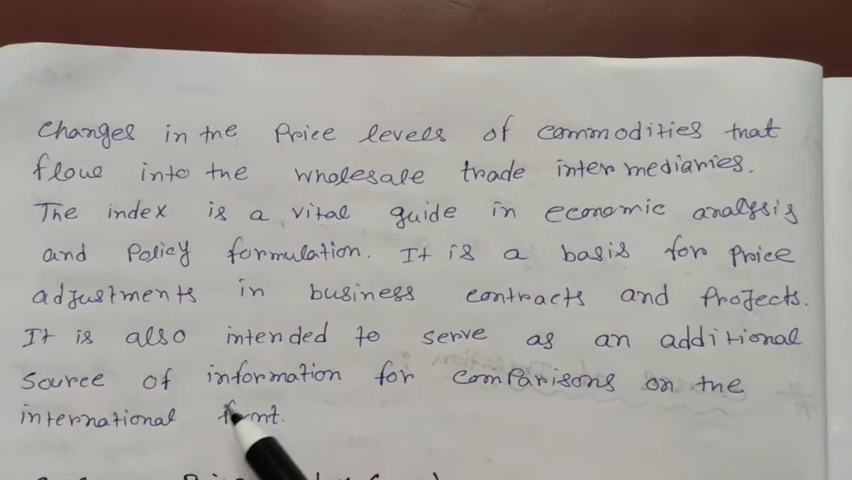 Changes in the Price levels of commodities that
flow into the wholesale trade intermediaries.
The index is a vital guide in economic analysis
and Policy formulation. It is a basis for Price
adjustments in business contracts and Projects.
It is also intended to serve as an additional
source of information for comparisons on the
international